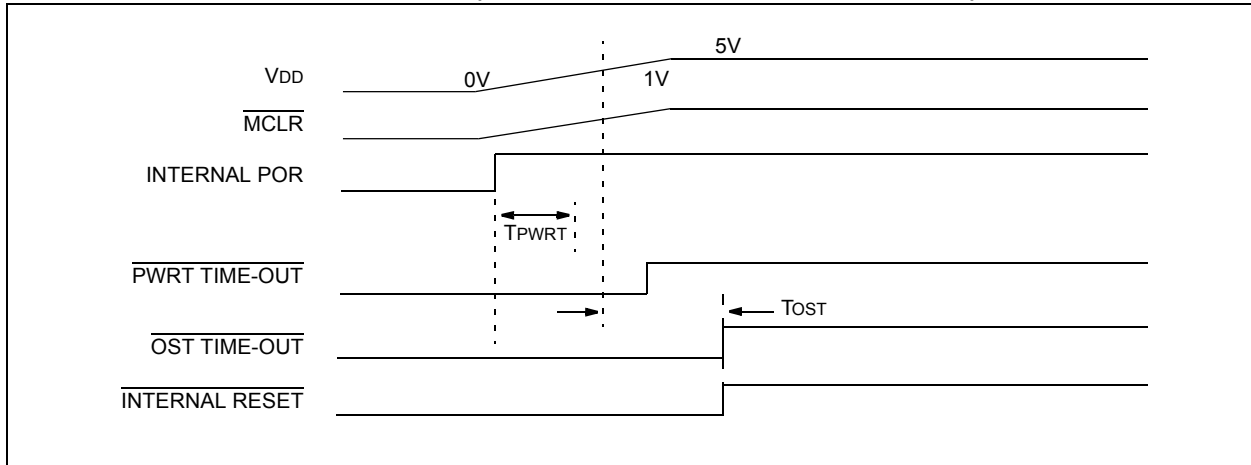 5V
VDD
0V
1V
MCLR
INTERNAL POR
TPWRT
PWRT TIME-OUT
TOST
OST TIME-OUT
INTERNAL RESET